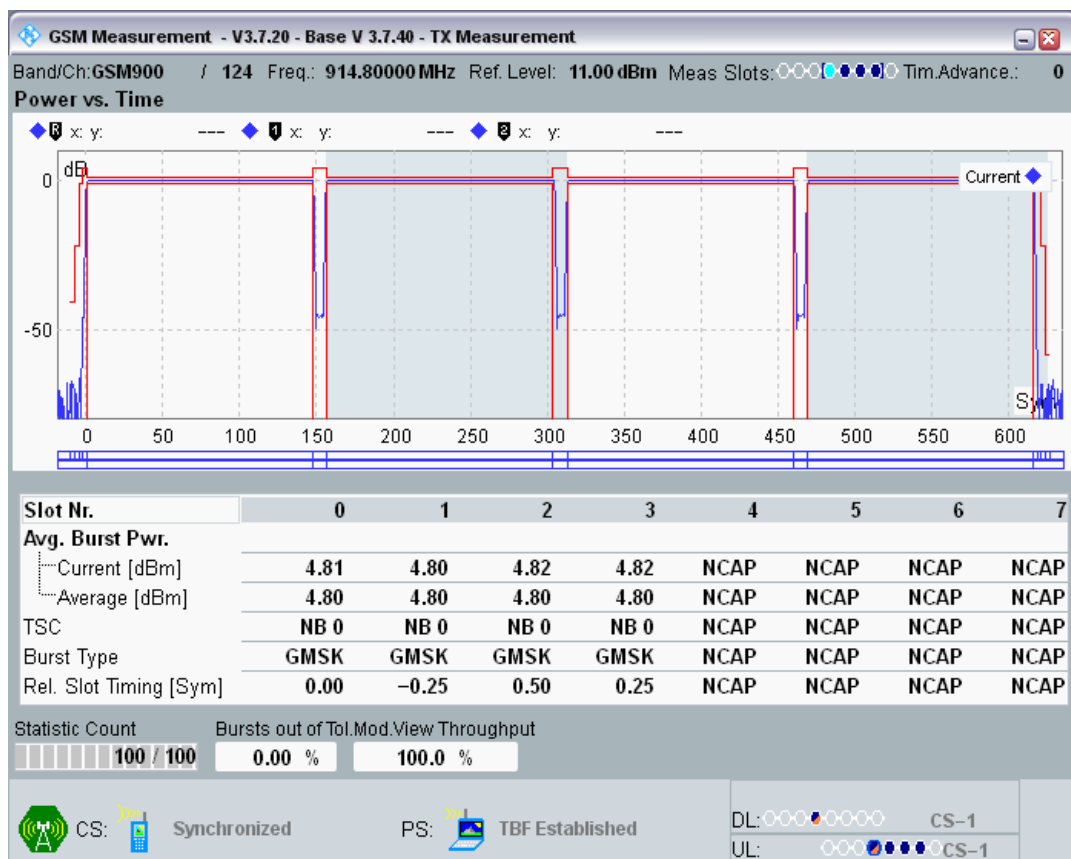 GSM Measurement - V3.7.20 - Base V 3.7.40 - TX Measurement
Band/Ch:GSM900 / 124 Freq.: 914.80000 MHz Ref. Level: 11.00 dBm Meas Slots: Tim.Advance.: 0
Power vs. Time
R x: y: --- 1 x: y: --- 2 x: y: ---
Current
0
-50
0 50 100 150 200 250 300 350 400 450 500 550 600
Slot Nr. 0 1 2 3 4 5 6 7
Avg. Burst Pwr.
Current [dBm] 4.81 4.80 4.82 4.82 NCAP NCAP NCAP NCAP
Average [dBm] 4.80 4.80 4.80 4.80 NCAP NCAP NCAP NCAP
TSC NB 0 NB 0 NB 0 NB 0 NCAP NCAP NCAP NCAP
Burst Type GMSK GMSK GMSK GMSK NCAP NCAP NCAP NCAP
Rel. Slot Timing [Sym] 0.00 −0.25 0.50 0.25 NCAP NCAP NCAP NCAP
Statistic Count Bursts out of Tol.Mod.View Throughput
100 / 100 0.00 % 100.0 %
CS: Synchronized PS: TBF Established
DL: CS−1
UL: CS−1